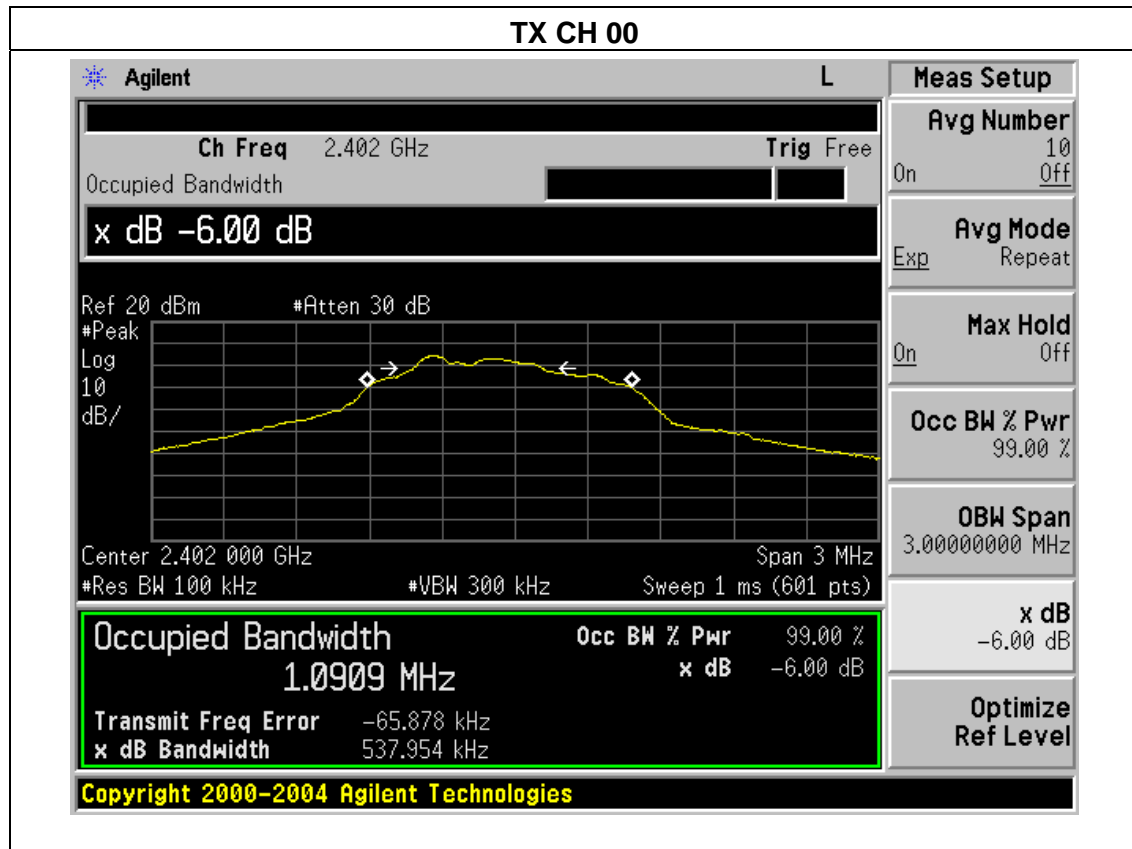 TX CH 00
Agilent L
Ch Freq 2.402 GHz Trig Free
Occupied Bandwidth
x dB -6.00 dB
Ref 20 dBm #Atten 30 dB
#Peak
Log
10
dB/
Center 2.402 000 GHz Span 3 MHz
#Res BW 100 kHz #VBW 300 kHz Sweep 1 ms (601 pts)
Occupied Bandwidth Occ BW % Pwr 99.00 %
1.0909 MHz x dB -6.00 dB
Transmit Freq Error -65.878 kHz
x dB Bandwidth 537.954 kHz
Copyright 2000-2004 Agilent Technologies
Meas Setup
Avg Number
10
On Off
Avg Mode
Exp Repeat
Max Hold
On Off
Occ BW % Pwr
99.00 %
OBW Span
3.00000000 MHz
x dB
-6.00 dB
Optimize
Ref Level